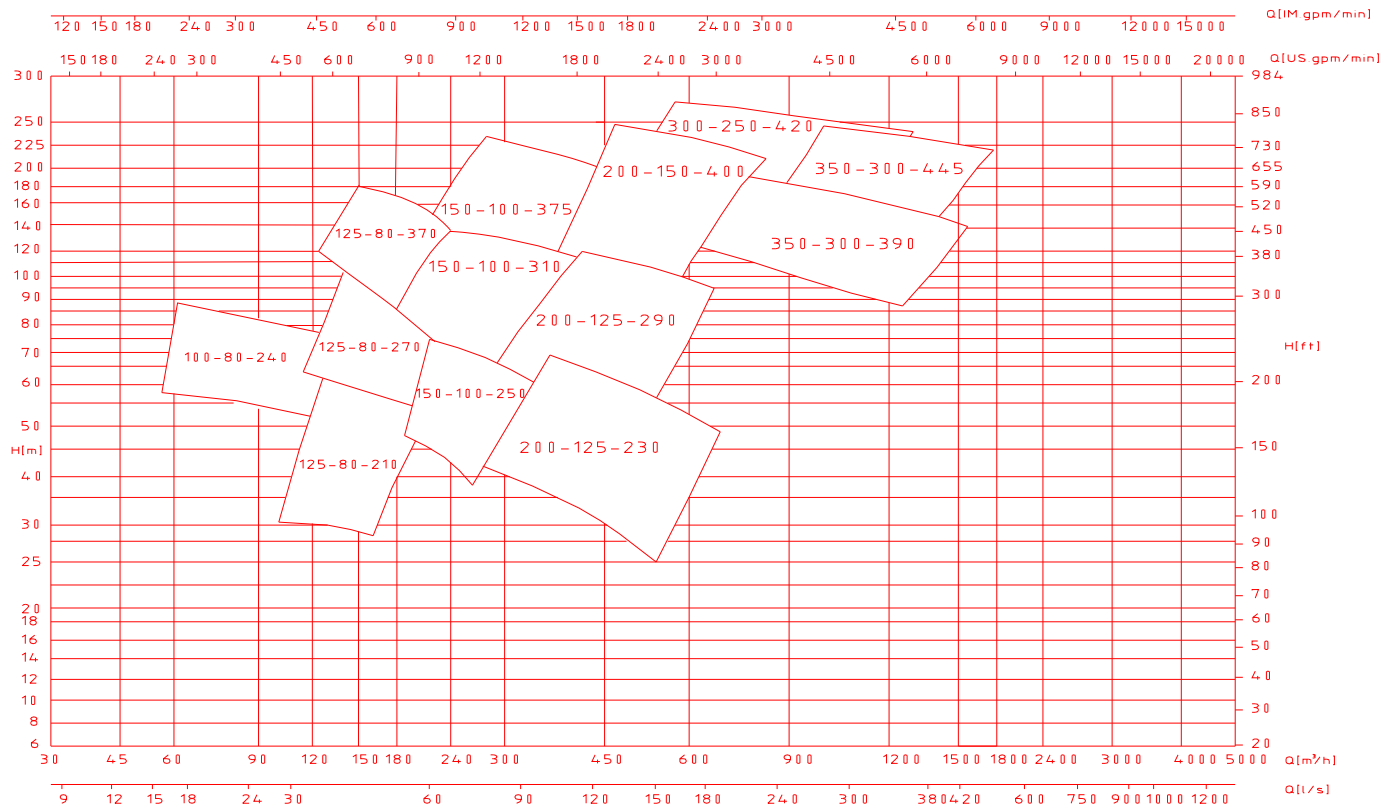 Q[IM gpm/min]
120 150 180 240 300 450 600 900 1200 1500 1800 2400 3000 4500 6000 9000 12000 15000
Q[US gpm/min]
150 180 240 300 450 600 900 1200 1800 2400 3000 4500 6000 9000 12000 15000 20000
300 984
850
250 300-250-420
225 730
200 200-150-400 350-300-445 655
180 590
160 150-100-375 520
140 125-80-370 450
120 350-300-390 380
150-100-310
100
90 300
80 200-125-290
70 100-80-240 125-80-270 H[ft]
60 200
150-100-250
50
H[m] 200-125-230 150
125-80-210
40
30 100
90
25 80
70
20
18 60
16 50
14
12 40
10 30
8
6 20
30 45 60 90 120 150 180 240 300 450 600 900 1200 1500 1800 2400 3000 4000 5000 Q[m³/h]
9 12 15 18 24 30 60 90 120 150 180 240 300 380 420 600 750 900 1000 1200 Q[l/s]